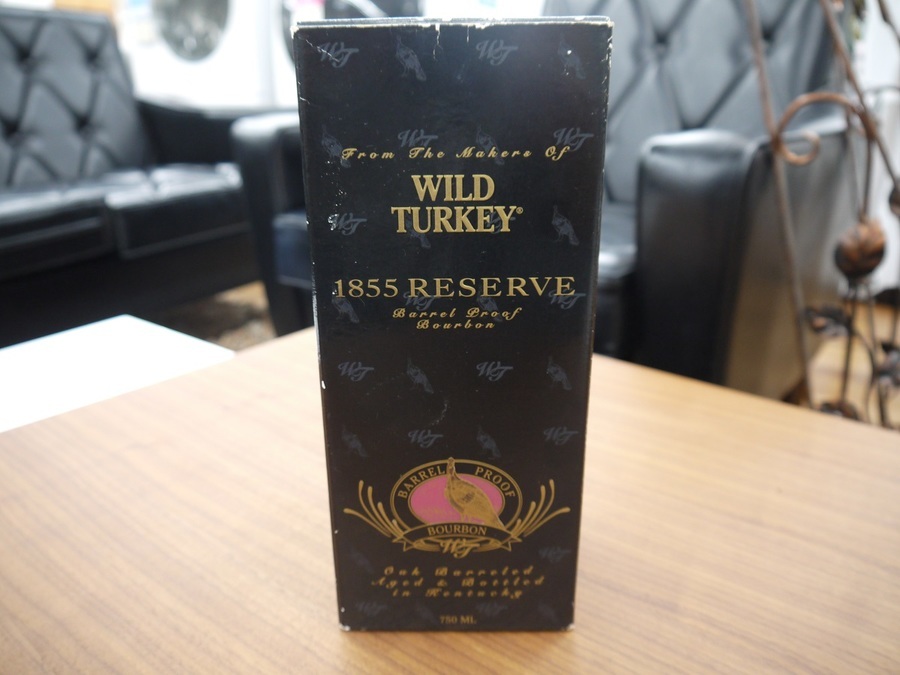 From The Makers Of
WILD
TURKEY®
1855 RESERVE
Barrel Proof
Bourbon
BARREL PROOF
BOURBON
WT
Oak Barreled
Aged & Bottled
in Kentucky
750 ML